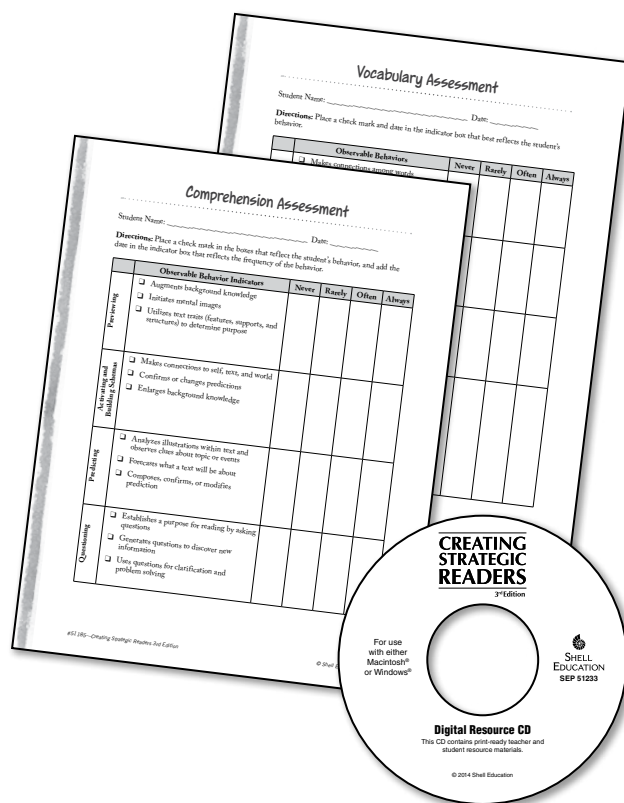 Vocabulary Assessment
Student Name: Date:
Directions: Place a check mark and date in the indicator box that best reflects the student's
behavior.
Observable Behaviors Never Rarely Often Always
❑ Makes connections among words
Comprehension Assessment
Student Name: Date:
Directions: Place a check mark in the boxes that reflect the student's behavior, and add the
date in the indicator box that reflects the frequency of the behavior.
Observable Behavior Indicators Never Rarely Often Always
Previewing
❑ Augments background knowledge
❑ Initiates mental images
❑ Utilizes text traits (features, supports, and
structures) to determine purpose
Activating and
Building Schemas
❑ Makes connections to self, text, and world
❑ Confirms or changes predictions
❑ Enlarges background knowledge
Predicting
❑ Analyzes illustrations within text and
observes clues about topic or events
❑ Forecasts what a text will be about
❑ Composes, confirms, or modifies
prediction
Questioning
❑ Establishes a purpose for reading by asking
questions
❑ Generates questions to discover new
information
❑ Uses questions for clarification and
problem solving
—Creating Strategic Readers 3rd Edition
© Shell
CREATING
STRATEGIC
READERS
3rd Edition
For use
with either
Macintosh®
or Windows®
SHELL
EDUCATION
SEP 51233
Digital Resource CD
This CD contains print-ready teacher and
student resource materials.
© 2014 Shell Education